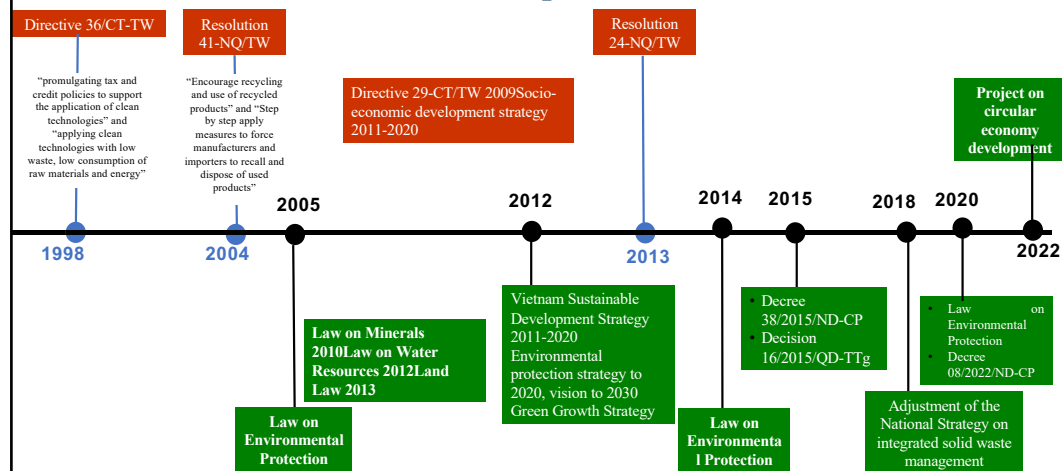 Directive 36/CT-TW
"promulgating tax and
credit policies to support
the application of clean
technologies" and
"applying clean
technologies with low
waste, low consumption of
raw materials and energy"
1998
Resolution
41-NQ/TW
"Encourage recycling
and use of recycled
products" and "Step
by step apply
measures to force
manufacturers and
importers to recall and
dispose of used
products"
2004
Directive 29-CT/TW 2009Socio-
economic development strategy
2011-2020
Resolution
24-NQ/TW
2013
Project on
circular
economy
development
2022
2005
Law on
Environmental
Protection
Law on Minerals
2010Law on Water
Resources 2012Land
Law 2013
2012
Vietnam Sustainable
Development Strategy
2011-2020
Environmental
protection strategy to
2020, vision to 2030
Green Growth Strategy
2014
Law on
Environmenta
l Protection
2015
• Decree
38/2015/ND-CP
• Decision
16/2015/QD-TTg
2018
Adjustment of the
National Strategy on
integrated solid waste
management
2020
• Law on
Environmental
Protection
• Decree
08/2022/ND-CP